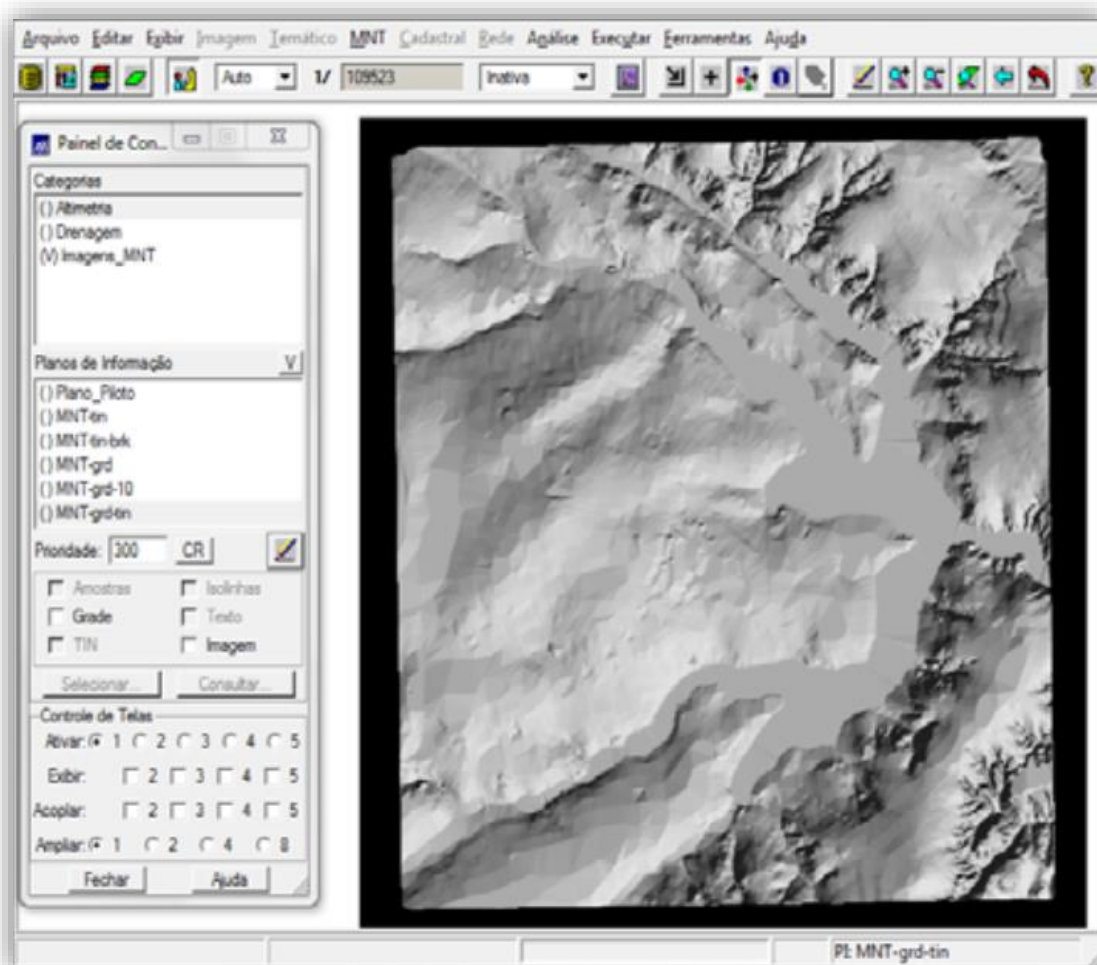 Arquivo Editar Exibir Imagem Temático MNT Cadastral Rede Análise Executar Ferramentas Ajuda
Auto 1/ 109523 Inativa
Painel de Con...
Categorias
() Altimetria
() Drenagem
(V) Imagens_MNT
Planos de Informação V
() Plano_Piloto
() MNT-tin
() MNT-tin-brk
() MNT-grd
() MNT-grd-10
() MNT-grd-tin
Prioridade: 300 CR
Amostras Isolinhas
Grade Texto
TIN Imagem
Selecionar... Consultar...
Controle de Telas
Ativar: 1 2 3 4 5
Exibir: 2 3 4 5
Acoplar: 2 3 4 5
Ampliar: 1 2 4 8
Fechar Ajuda
PI: MNT-grd-tin